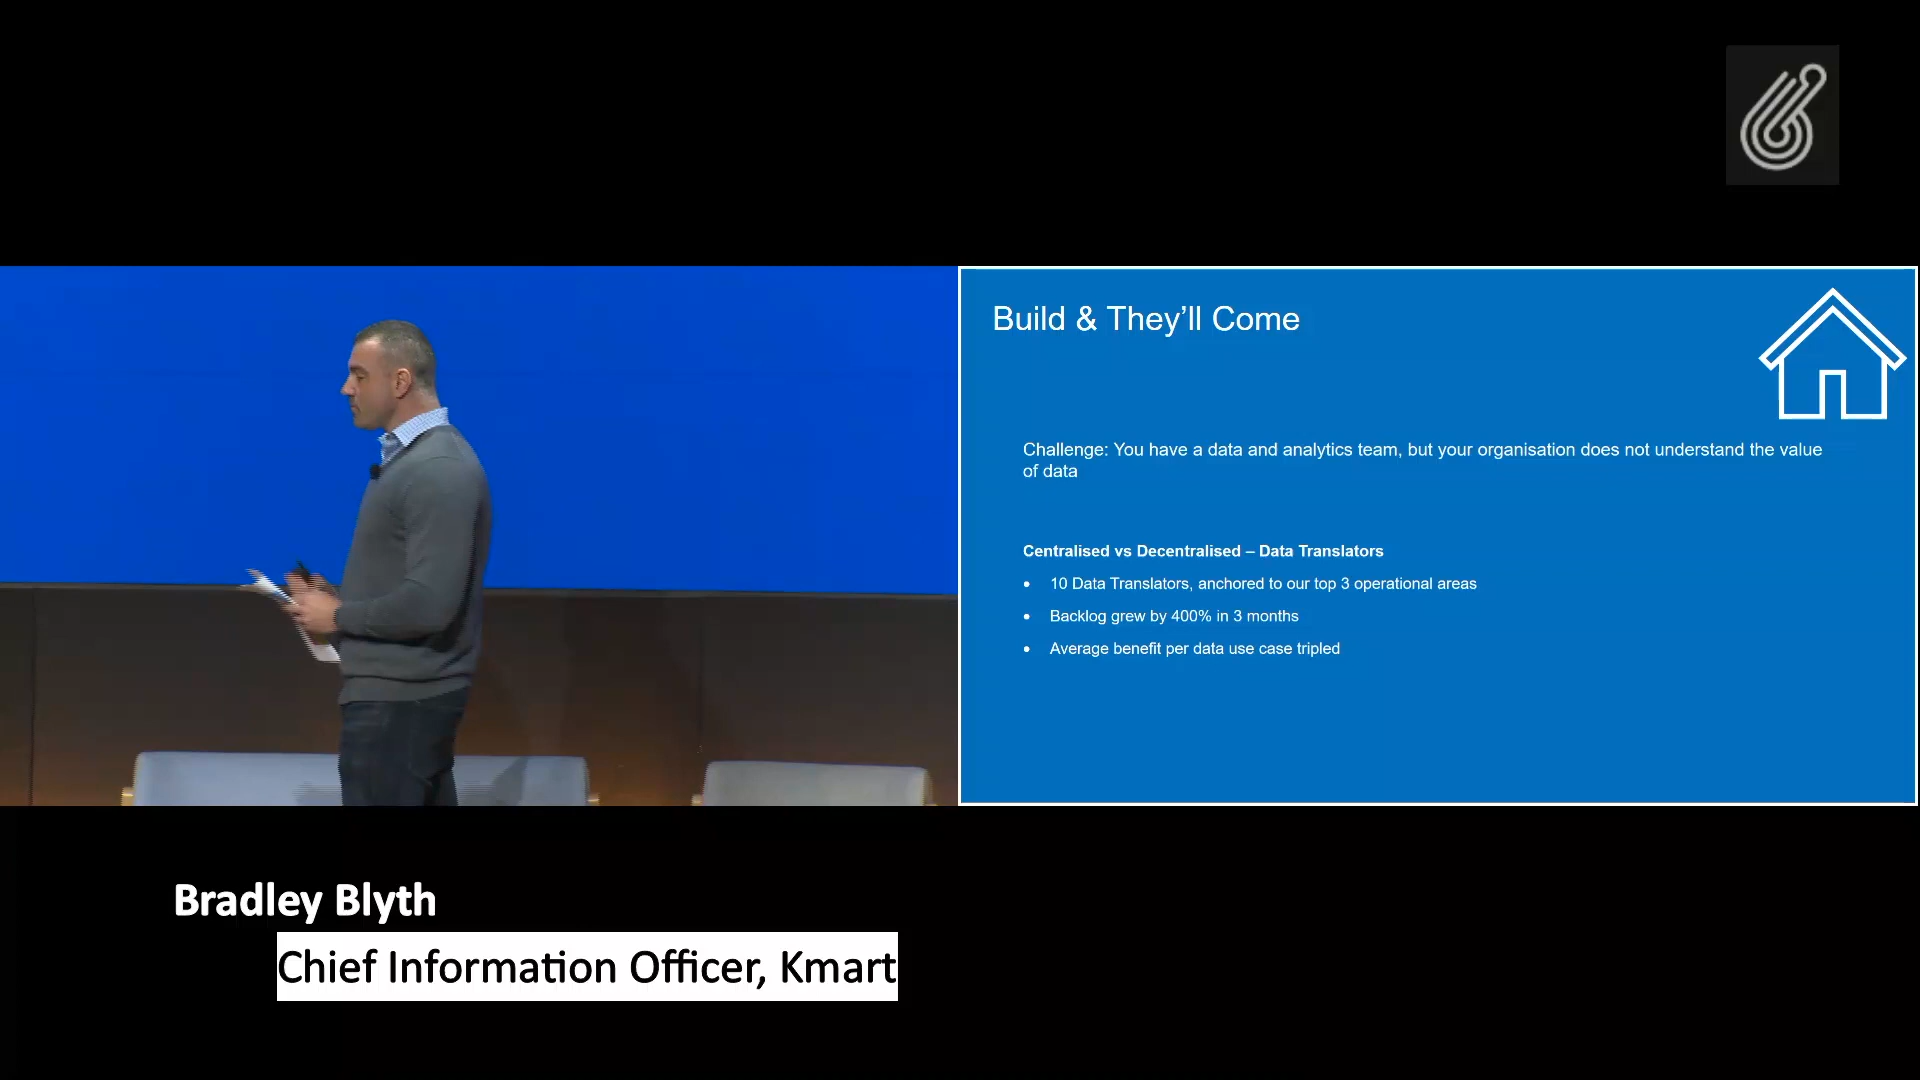 Build & They’ll Come
Challenge: You have a data and analytics team, but your organisation does not understand the value
of data
Centralised vs Decentralised – Data Translators
• 10 Data Translators, anchored to our top 3 operational areas
• Backlog grew by 400% in 3 months
• Average benefit per data use case tripled
Bradley Blyth
Chief Information Officer, Kmart